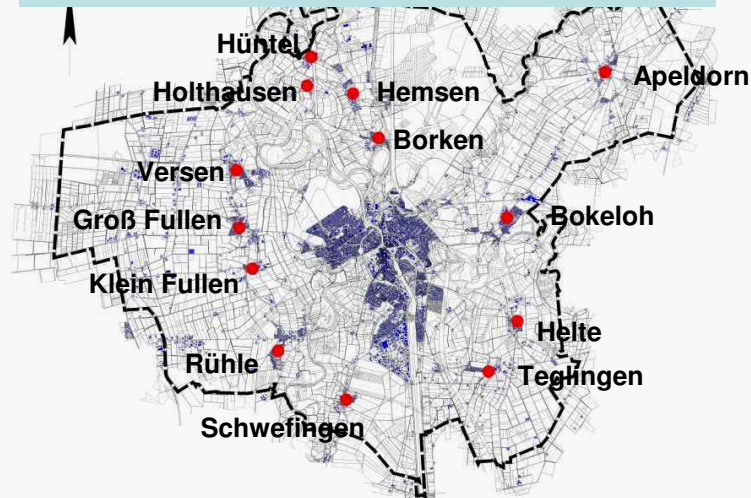 Hüntel
Apeldorn
Holthausen
Hemsen
Borken
Versen
Groß Fullen
Bokeloh
Klein Fullen
Helte
Rühle
Teglingen
Schwefingen